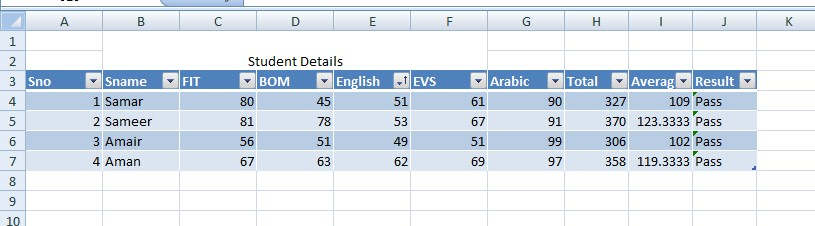 A B C D E F G H I J K
1
2 Student Details
3 Sno Sname FIT BOM English EVS Arabic Total Averag Result
4 1 Samar 80 45 51 61 90 327 109 Pass
5 2 Sameer 81 78 53 67 91 370 123.3333 Pass
6 3 Amair 56 51 49 51 99 306 102 Pass
7 4 Aman 67 63 62 69 97 358 119.3333 Pass
8
9
10